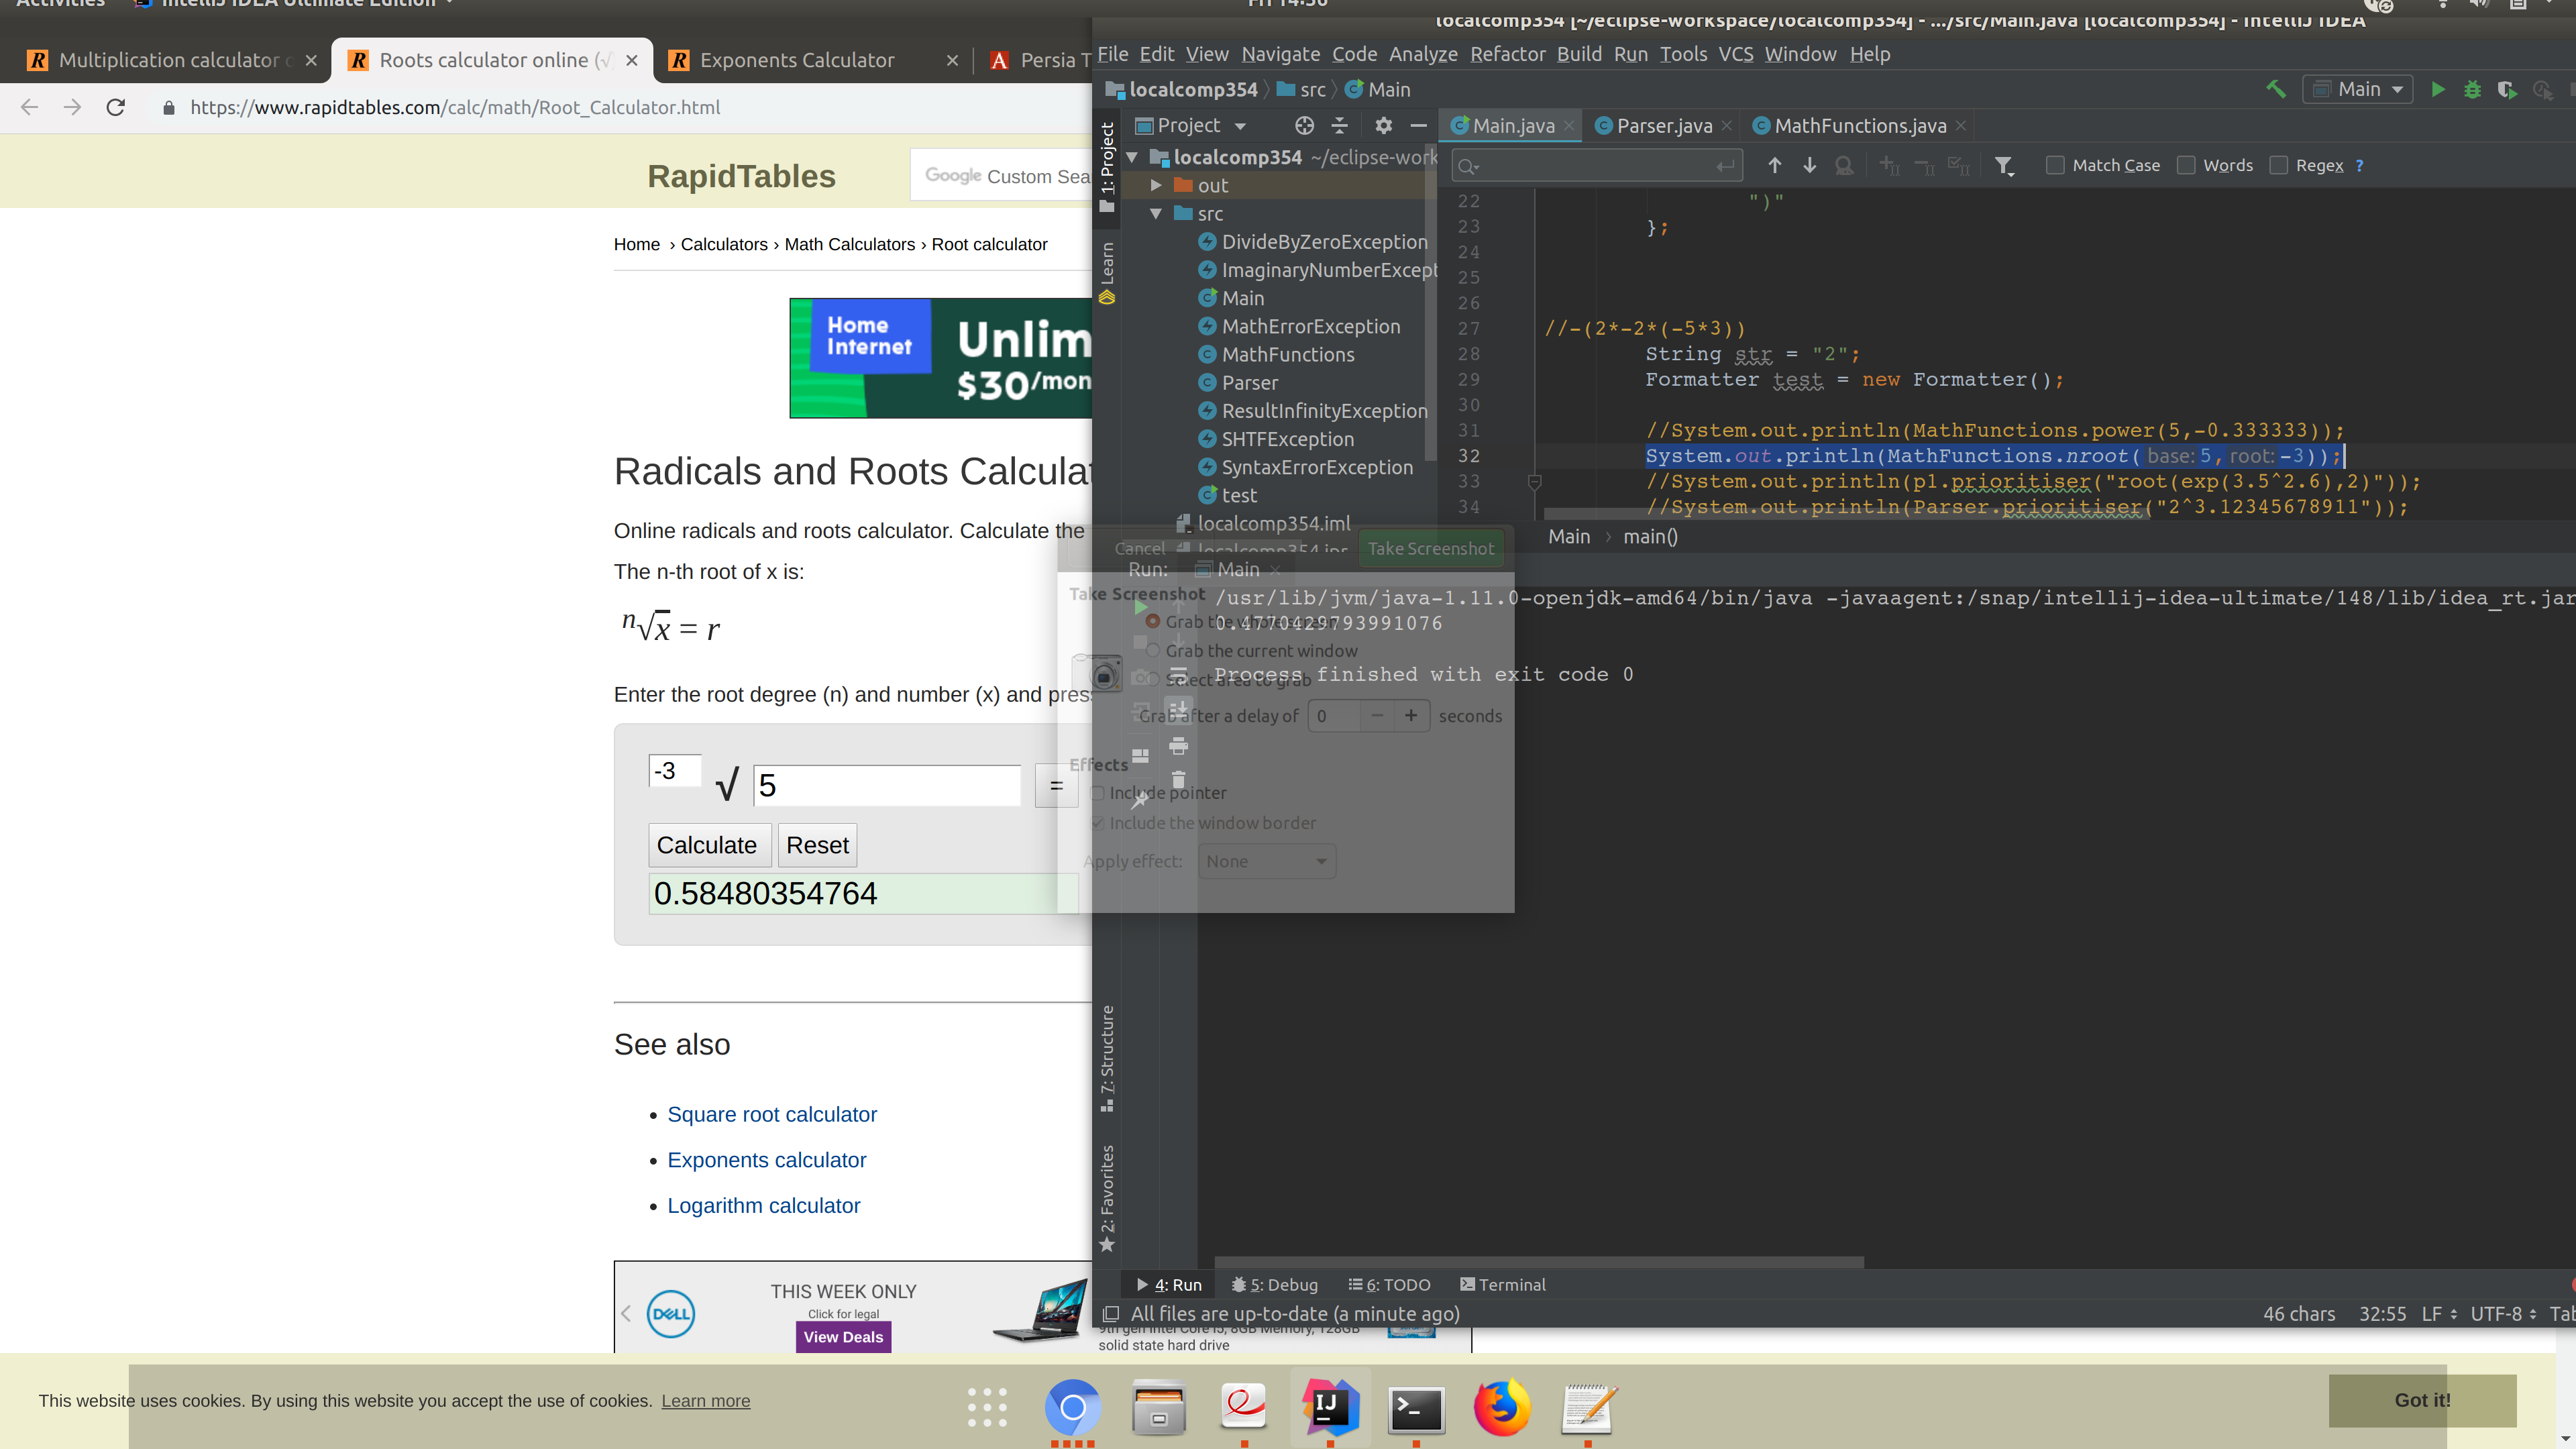 Activities
IntelliJ IDEA Ultimate Edition
Fri 14:36
localcomp354 [~/eclipse-workspace/localcomp354] - .../src/Main.java [localcomp354] - IntelliJ IDEA
Multiplication calculator
Roots calculator online (√
Exponents Calculator
Persia T
File Edit View Navigate Code Analyze Refactor Build Run Tools VCS Window Help
https://www.rapidtables.com/calc/math/Root_Calculator.html
localcomp354 src Main
Main
RapidTables
Google Custom Sea
Home › Calculators › Math Calculators › Root calculator
Home Internet
Unlim
$30/mon
Radicals and Roots Calculat
Online radicals and roots calculator. Calculate the
The n-th root of x is:
n√x = r
Enter the root degree (n) and number (x) and press
-3 √ 5 =
Calculate Reset
0.58480354764
See also
• Square root calculator
• Exponents calculator
• Logarithm calculator
DELL
THIS WEEK ONLY
Click for legal
View Deals
9th gen Intel Core i5, 8GB Memory, 128GB
solid state hard drive
This website uses cookies. By using this website you accept the use of cookies. Learn more
Got it!
1: Project
Learn
7: Structure
2: Favorites
Project
localcomp354 ~/eclipse-work
out
src
DivideByZeroException
ImaginaryNumberExcept
Main
MathErrorException
MathFunctions
Parser
ResultInfinityException
SHTFException
SyntaxErrorException
test
localcomp354.iml
localcomp354.ipr
Main.java Parser.java MathFunctions.java
Match Case Words Regex ?
22 ")"
23 };
24
25
26
27 //-(2*-2*(-5*3))
28 String str = "2";
29 Formatter test = new Formatter();
30
31 //System.out.println(MathFunctions.power(5,-0.333333));
32 System.out.println(MathFunctions.nroot( base: 5, root: -3));
33 //System.out.println(p1.prioritiser("root(exp(3.5^2.6),2)"));
34 //System.out.println(Parser.prioritiser("2^3.12345678911"));
Main › main()
Cancel
Take Screenshot
Run: Main
Take Screenshot
Grab the whole screen
Grab the current window
Select area to grab
Grab after a delay of 0 − + seconds
Effects
Include pointer
Include the window border
Apply effect: None
/usr/lib/jvm/java-1.11.0-openjdk-amd64/bin/java -javaagent:/snap/intellij-idea-ultimate/148/lib/idea_rt.jar
0.4770429793991076
Process finished with exit code 0
4: Run 5: Debug 6: TODO Terminal
All files are up-to-date (a minute ago)
46 chars 32:55 LF UTF-8 Tab
IJ